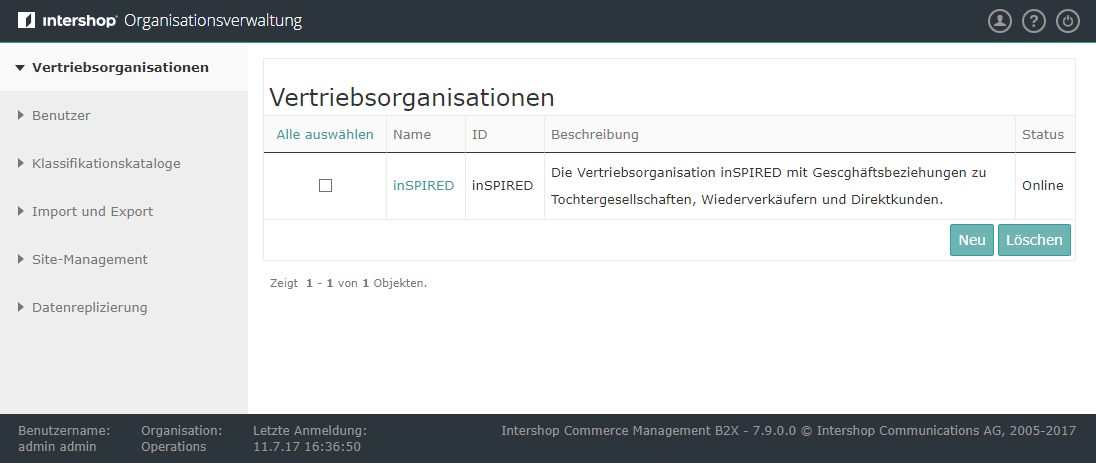 intershop Organisationsverwaltung
Vertriebsorganisationen
Benutzer
Klassifikationskataloge
Import und Export
Site-Management
Datenreplizierung
Vertriebsorganisationen
Alle auswählen Name ID Beschreibung Status
inSPIRED inSPIRED Die Vertriebsorganisation inSPIRED mit Gescghäftsbeziehungen zu
Tochtergesellschaften, Wiederverkäufern und Direktkunden. Online
Neu Löschen
Zeigt 1 - 1 von 1 Objekten.
Benutzername: Organisation: Letzte Anmeldung: Intershop Commerce Management B2X - 7.9.0.0 © Intershop Communications AG, 2005-2017
admin admin Operations 11.7.17 16:36:50